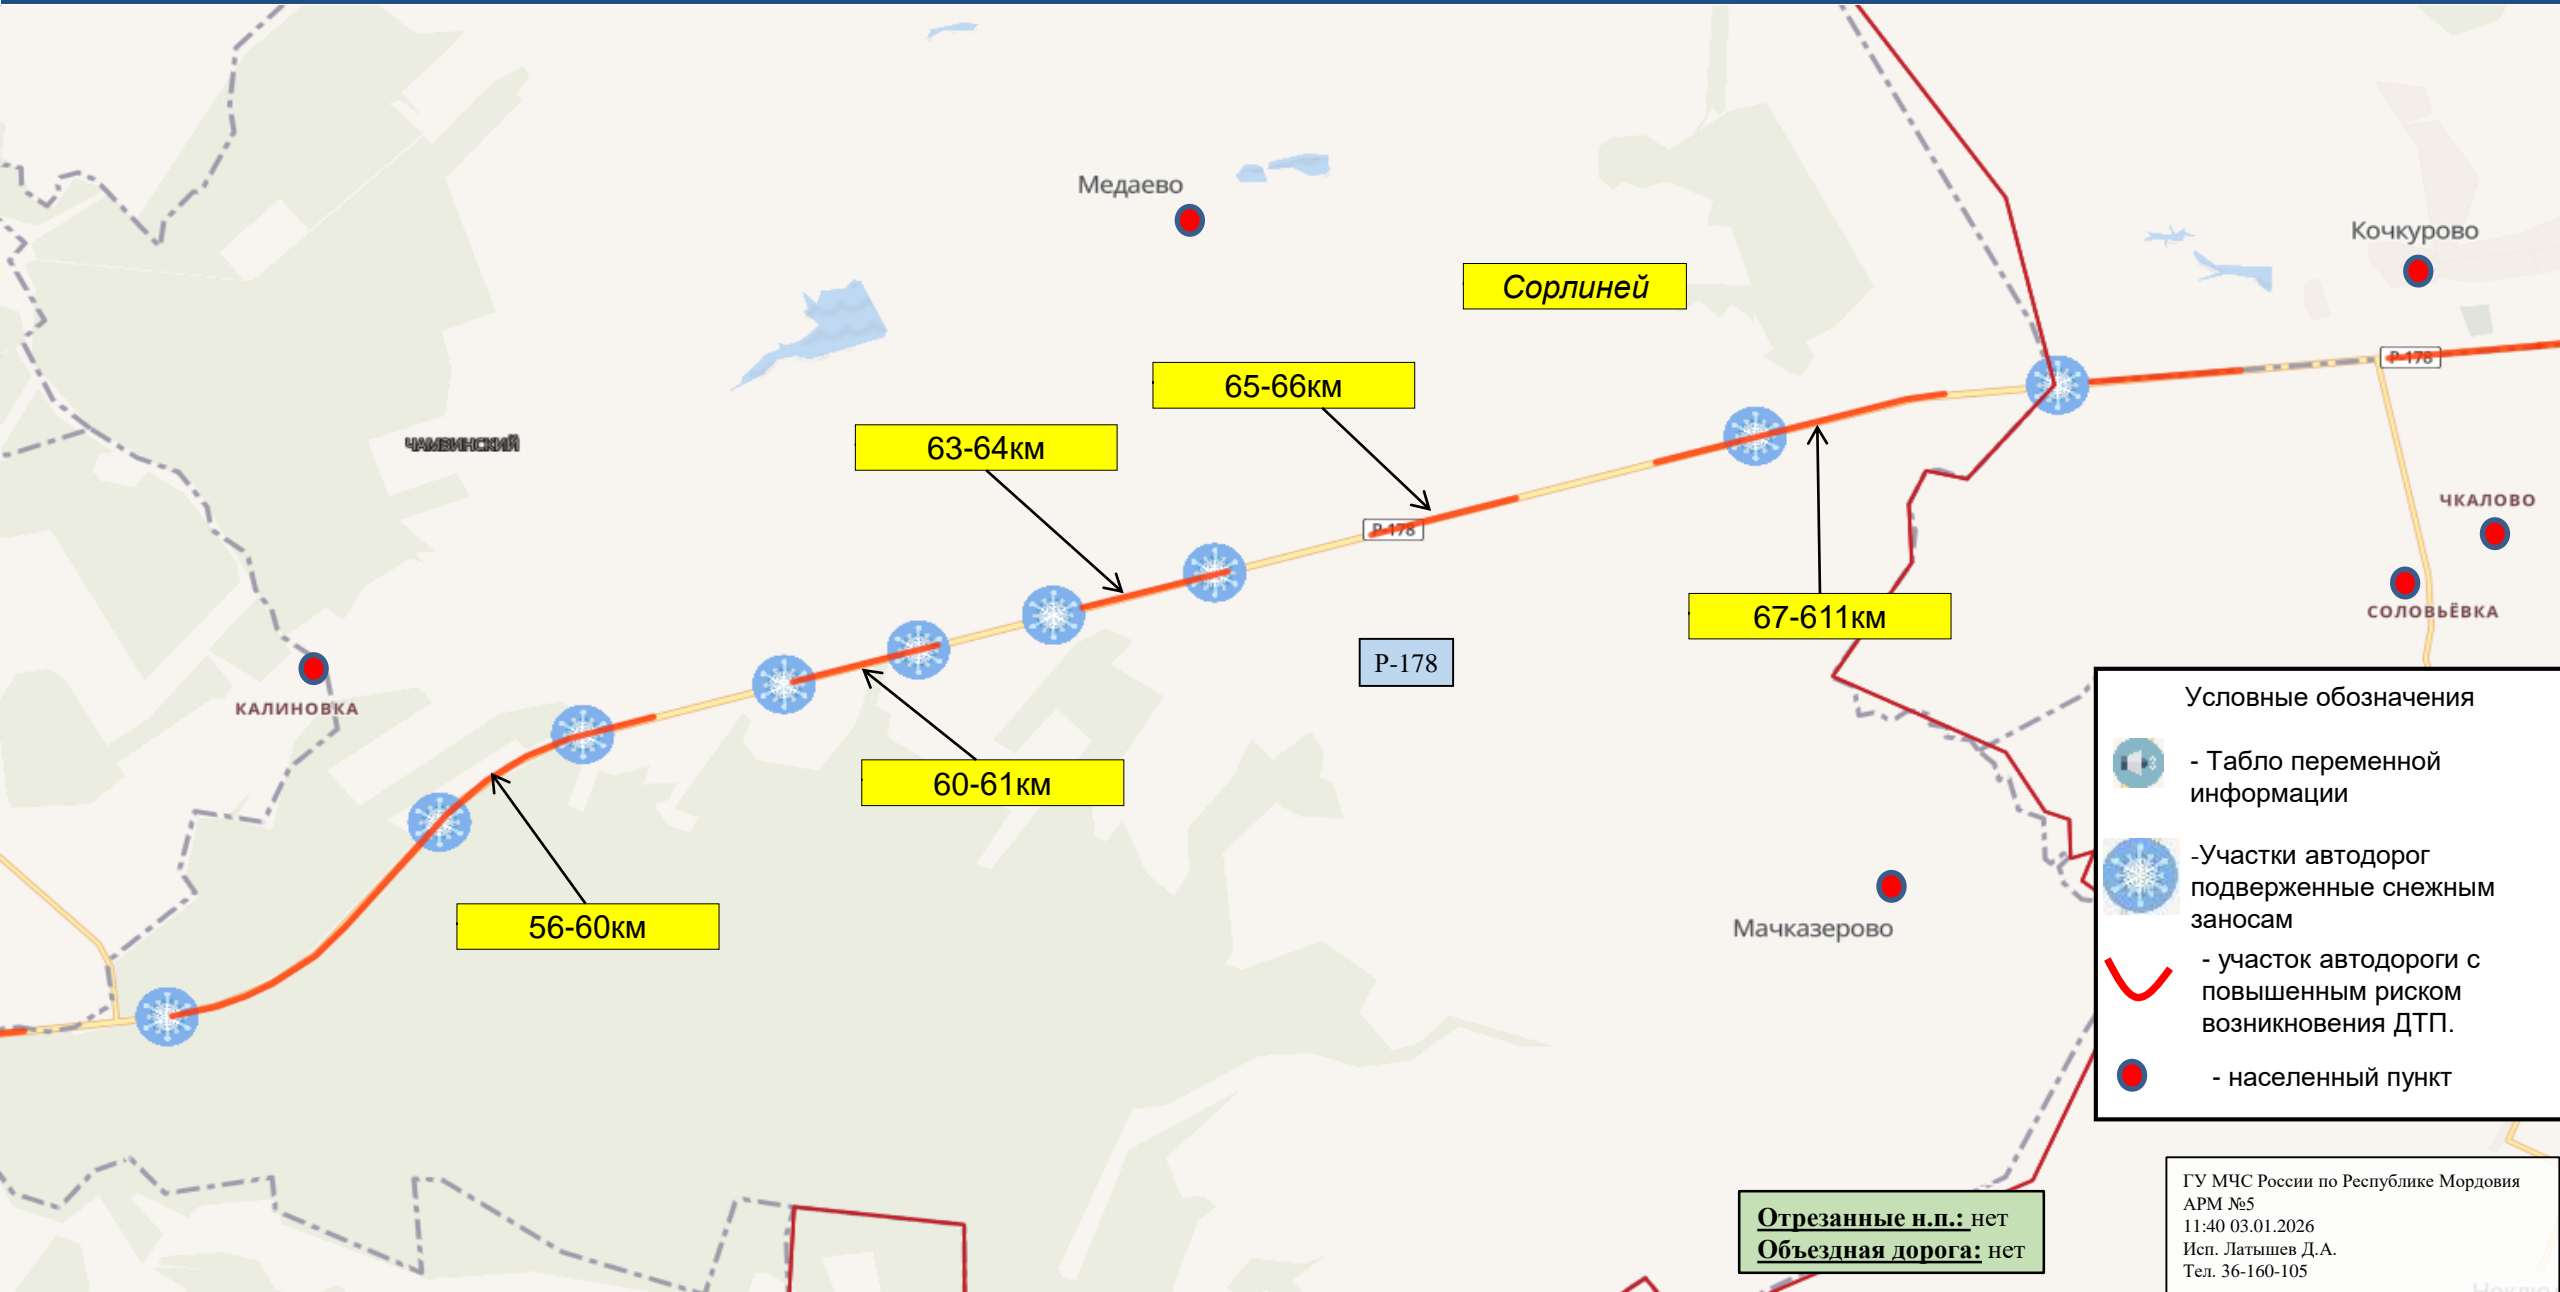 Медаево
Кочкурово
Сорлиней
Р-178
65-66км
63-64км
ЧАМЗИНСКИЙ
ЧКАЛОВО
Р-178
67-611км
СОЛОВЬЁВКА
Р-178
КАЛИНОВКА
60-61км
56-60км
Мачказерово
Условные обозначения
- Табло переменной
информации
-Участки автодорог
подверженные снежным
заносам
- участок автодороги с
повышенным риском
возникновения ДТП.
- населенный пункт
Отрезанные н.п.: нет
Объездная дорога: нет
ГУ МЧС России по Республике Мордовия
АРМ №5
11:40 03.01.2026
Исп. Латышев Д.А.
Тел. 36-160-105